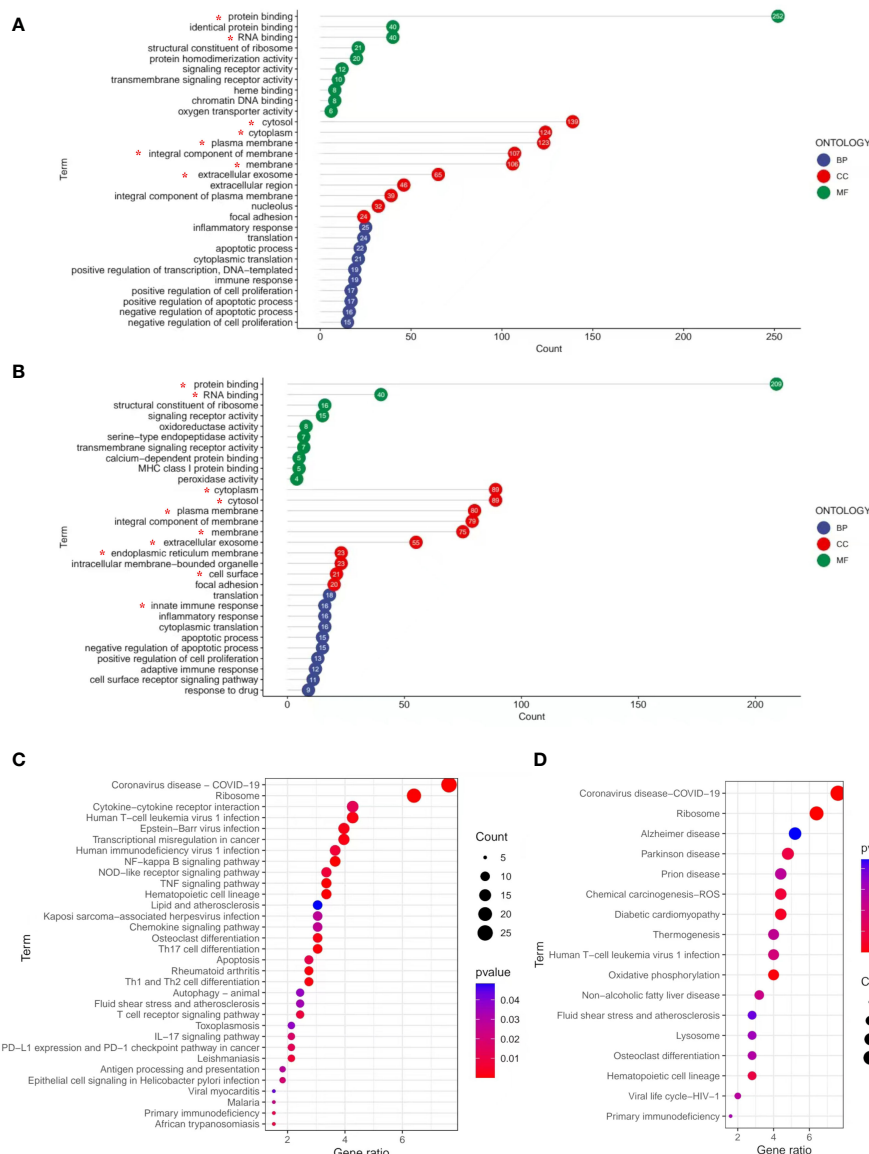 A
* protein binding 252
identical protein binding 40
* RNA binding 40
structural constituent of ribosome 21
protein homodimerization activity 20
signaling receptor activity 12
transmembrane signaling receptor activity 10
heme binding 8
chromatin DNA binding 8
oxygen transporter activity 6
* cytosol 139
* cytoplasm 124
* plasma membrane 123
* integral component of membrane 107
* membrane 106
* extracellular exosome 65
extracellular region 46
integral component of plasma membrane 39
nucleolus 32
focal adhesion 24
inflammatory response 25
translation 24
apoptotic process 22
cytoplasmic translation 21
positive regulation of transcription, DNA−templated 19
immune response 19
positive regulation of cell proliferation 17
positive regulation of apoptotic process 17
negative regulation of apoptotic process 16
negative regulation of cell proliferation 15
Term
0 50 100 150 200 250
Count
ONTOLOGY
BP
CC
MF
B
* protein binding 209
* RNA binding 40
structural constituent of ribosome 16
signaling receptor activity 15
oxidoreductase activity 8
serine−type endopeptidase activity 7
transmembrane signaling receptor activity 7
calcium−dependent protein binding 5
MHC class I protein binding 5
peroxidase activity 4
* cytoplasm 89
* cytosol 89
* plasma membrane 80
integral component of membrane 79
* membrane 75
* extracellular exosome 55
* endoplasmic reticulum membrane 23
intracellular membrane−bounded organelle 23
* cell surface 21
focal adhesion 20
translation 18
* innate immune response 16
inflammatory response 16
cytoplasmic translation 16
apoptotic process 15
negative regulation of apoptotic process 15
positive regulation of cell proliferation 13
adaptive immune response 12
cell surface receptor signaling pathway 11
response to drug 9
Term
0 50 100 150 200
Count
ONTOLOGY
BP
CC
MF
C
Coronavirus disease − COVID−19
Ribosome
Cytokine−cytokine receptor interaction
Human T−cell leukemia virus 1 infection
Epstein−Barr virus infection
Transcriptional misregulation in cancer
Human immunodeficiency virus 1 infection
NF−kappa B signaling pathway
NOD−like receptor signaling pathway
TNF signaling pathway
Hematopoietic cell lineage
Lipid and atherosclerosis
Kaposi sarcoma−associated herpesvirus infection
Chemokine signaling pathway
Osteoclast differentiation
Th17 cell differentiation
Apoptosis
Rheumatoid arthritis
Th1 and Th2 cell differentiation
Autophagy − animal
Fluid shear stress and atherosclerosis
T cell receptor signaling pathway
Toxoplasmosis
IL−17 signaling pathway
PD−L1 expression and PD−1 checkpoint pathway in cancer
Leishmaniasis
Antigen processing and presentation
Epithelial cell signaling in Helicobacter pylori infection
Viral myocarditis
Malaria
Primary immunodeficiency
African trypanosomiasis
Term
2 4 6
Gene ratio
Count
5
10
15
20
25
pvalue
0.04
0.03
0.02
0.01
D
Coronavirus disease−COVID−19
Ribosome
Alzheimer disease
Parkinson disease
Prion disease
Chemical carcinogenesis−ROS
Diabetic cardiomyopathy
Thermogenesis
Human T−cell leukemia virus 1 infection
Oxidative phosphorylation
Non−alcoholic fatty liver disease
Fluid shear stress and atherosclerosis
Lysosome
Osteoclast differentiation
Hematopoietic cell lineage
Viral life cycle−HIV−1
Primary immunodeficiency
Term
2 4 6
Gene ratio